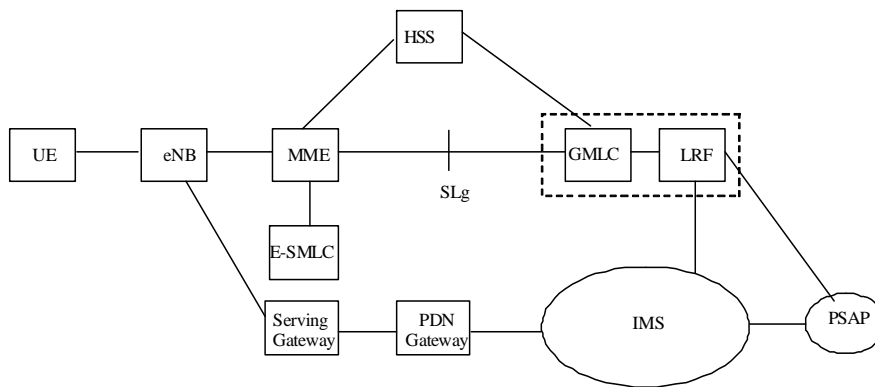 HSS
UE
eNB
MME
GMLC
LRF
SLg
E-SMLC
Serving
Gateway
PDN
Gateway
IMS
PSAP